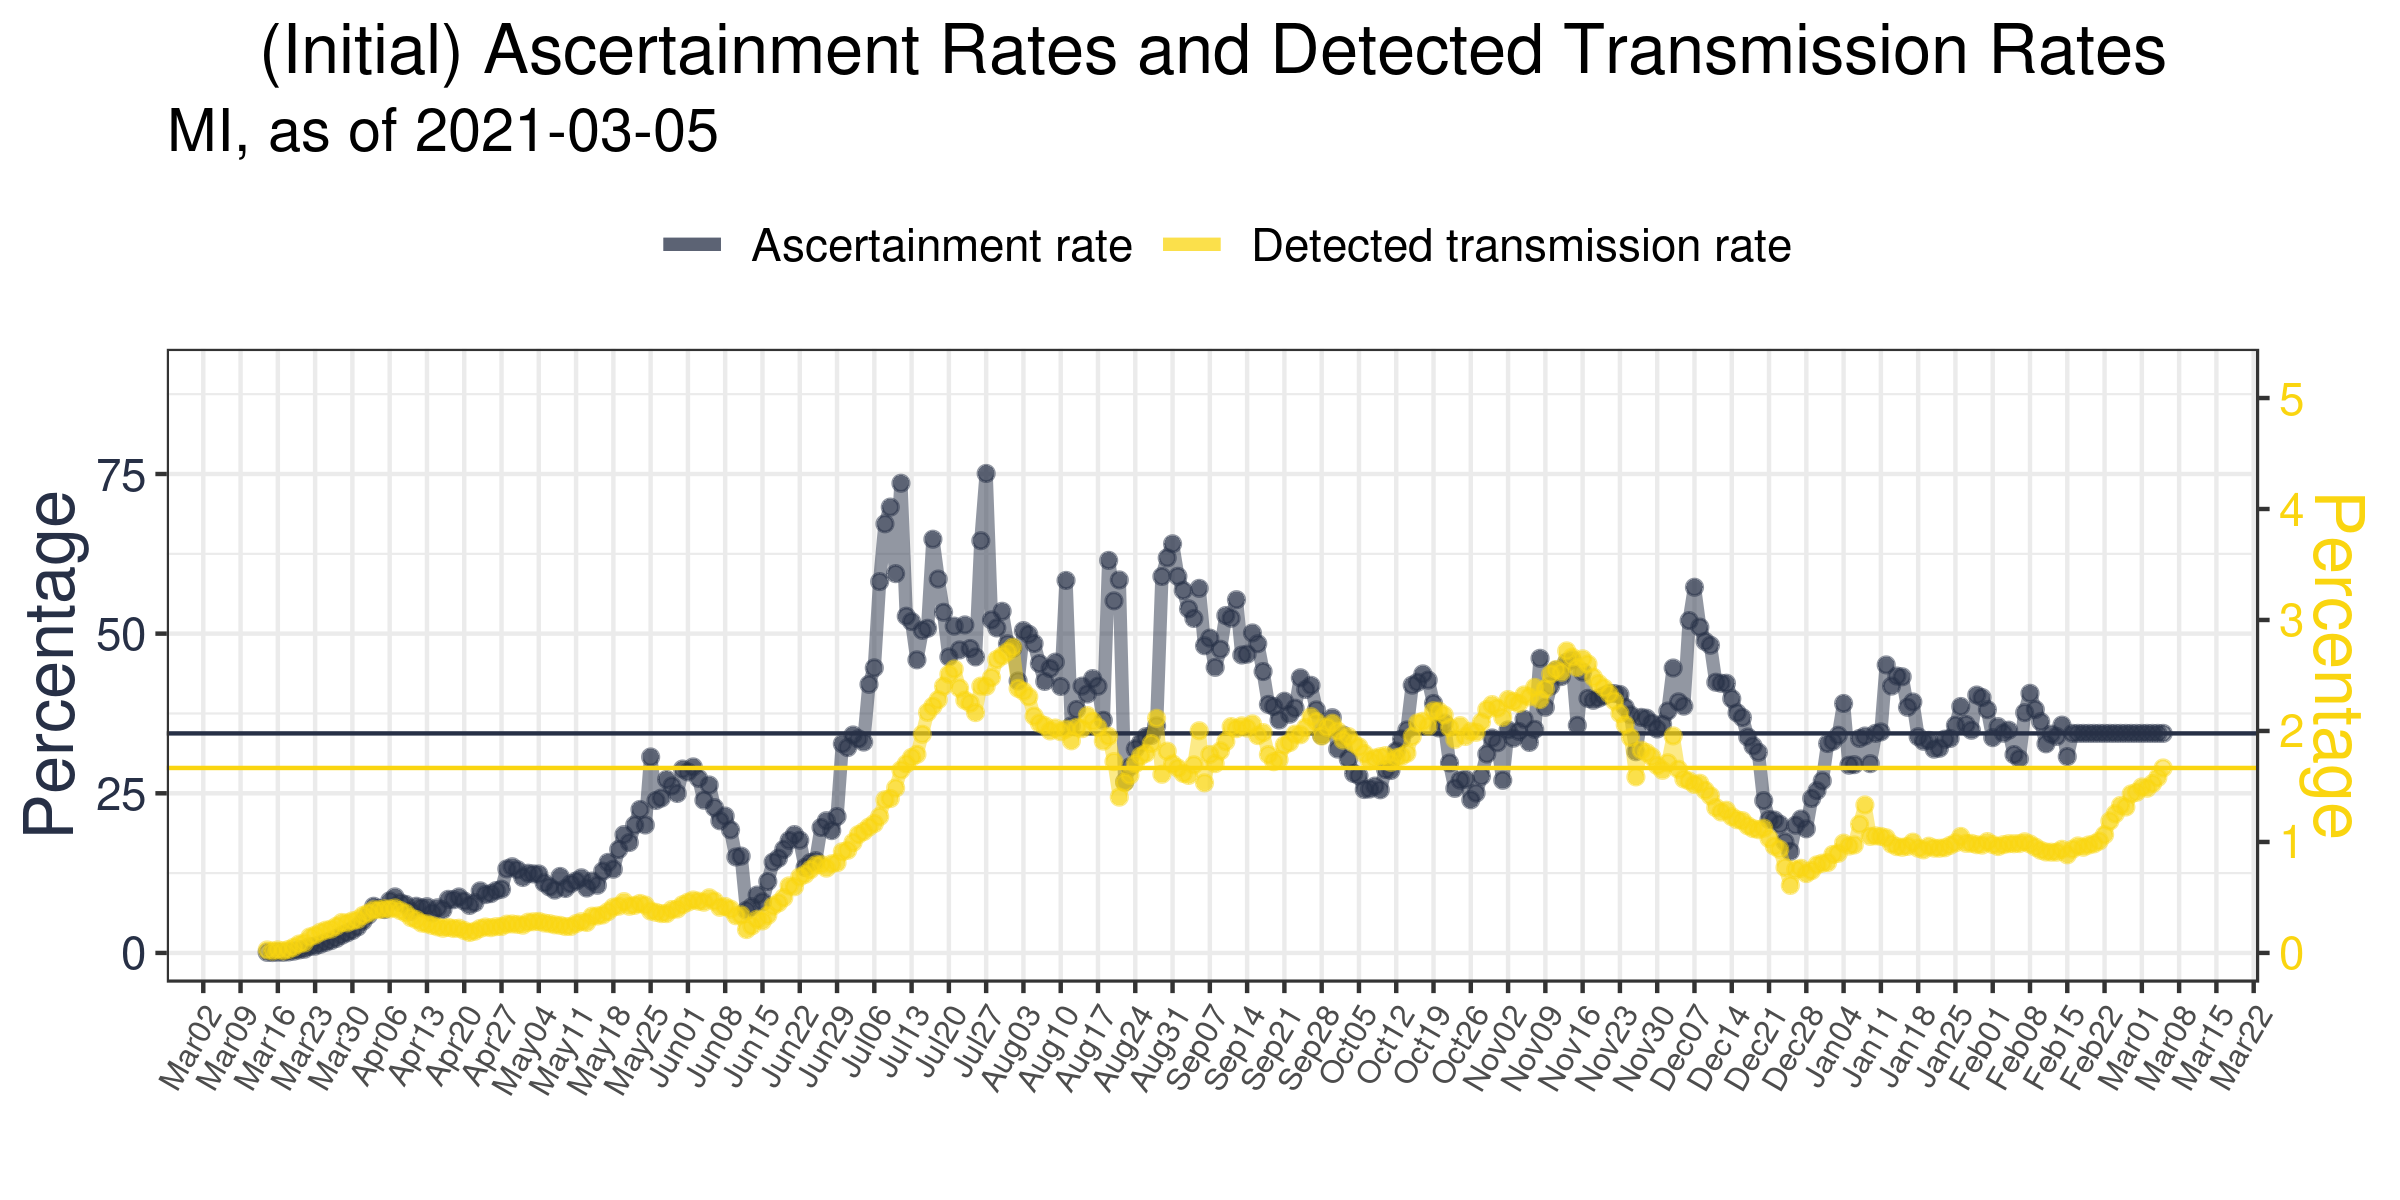 (Initial) Ascertainment Rates and Detected Transmission Rates
MI, as of 2021-03-05
Ascertainment rate Detected transmission rate
Percentage
75
50
25
0
5
4
3
2
1
0
Percentage
Mar02 Mar09 Mar16 Mar23 Mar30 Apr06 Apr13 Apr20 Apr27 May04 May11 May18 May25 Jun01 Jun08 Jun15 Jun22 Jun29 Jul06 Jul13 Jul20 Jul27 Aug03 Aug10 Aug17 Aug24 Aug31 Sep07 Sep14 Sep21 Sep28 Oct05 Oct12 Oct19 Oct26 Nov02 Nov09 Nov16 Nov23 Nov30 Dec07 Dec14 Dec21 Dec28 Jan04 Jan11 Jan18 Jan25 Feb01 Feb08 Feb15 Feb22 Mar01 Mar08 Mar15 Mar22